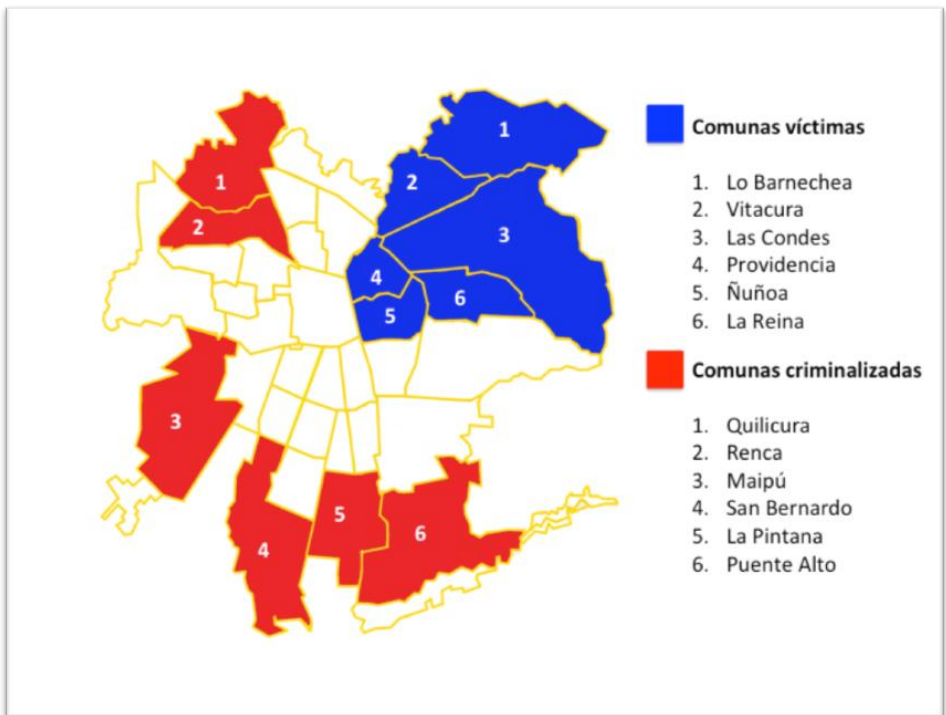 1
2
3
4
5
6
1
2
3
4
5
6
Comunas víctimas
1. Lo Barnechea
2. Vitacura
3. Las Condes
4. Providencia
5. Ñuñoa
6. La Reina
Comunas criminalizadas
1. Quilicura
2. Renca
3. Maipú
4. San Bernardo
5. La Pintana
6. Puente Alto